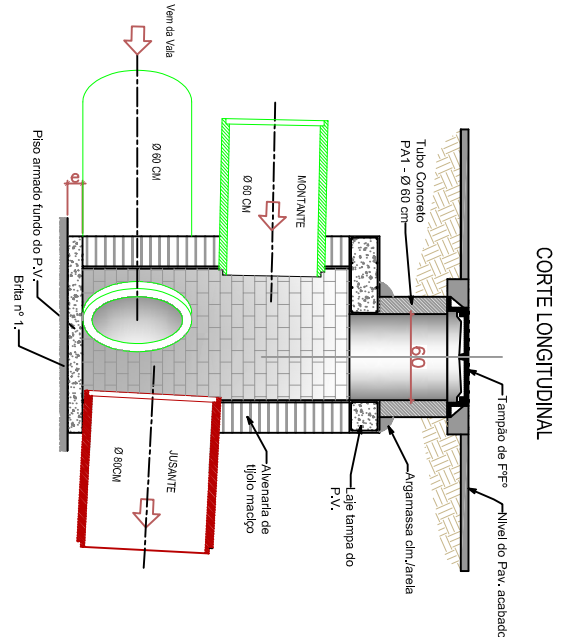 CORTE LONGITUDINAL
Tampão de FºFº
Nível do Pav. acabado
Tubo Concreto
PA1 - Ø 60 cm
60
Argamassa cim./areia
Laje tampa do
P.V.
MONTANTE
Ø 60 CM
Alvenaria de
tijolo maciço
Vem da Vala
Ø 60 CM
JUSANTE
Ø 80CM
e
Piso armado fundo do P.V.
Brita nº 1.